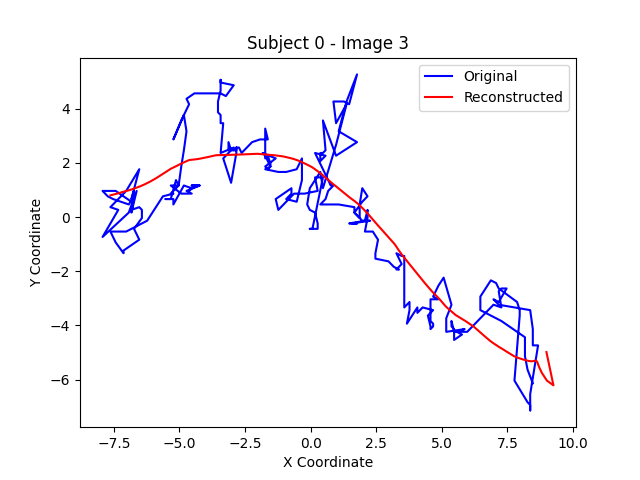 Subject 0 - Image 3
Original
Reconstructed
Y Coordinate
4
2
0
−2
−4
−6
−7.5
−5.0
−2.5
0.0
2.5
5.0
7.5
10.0
X Coordinate